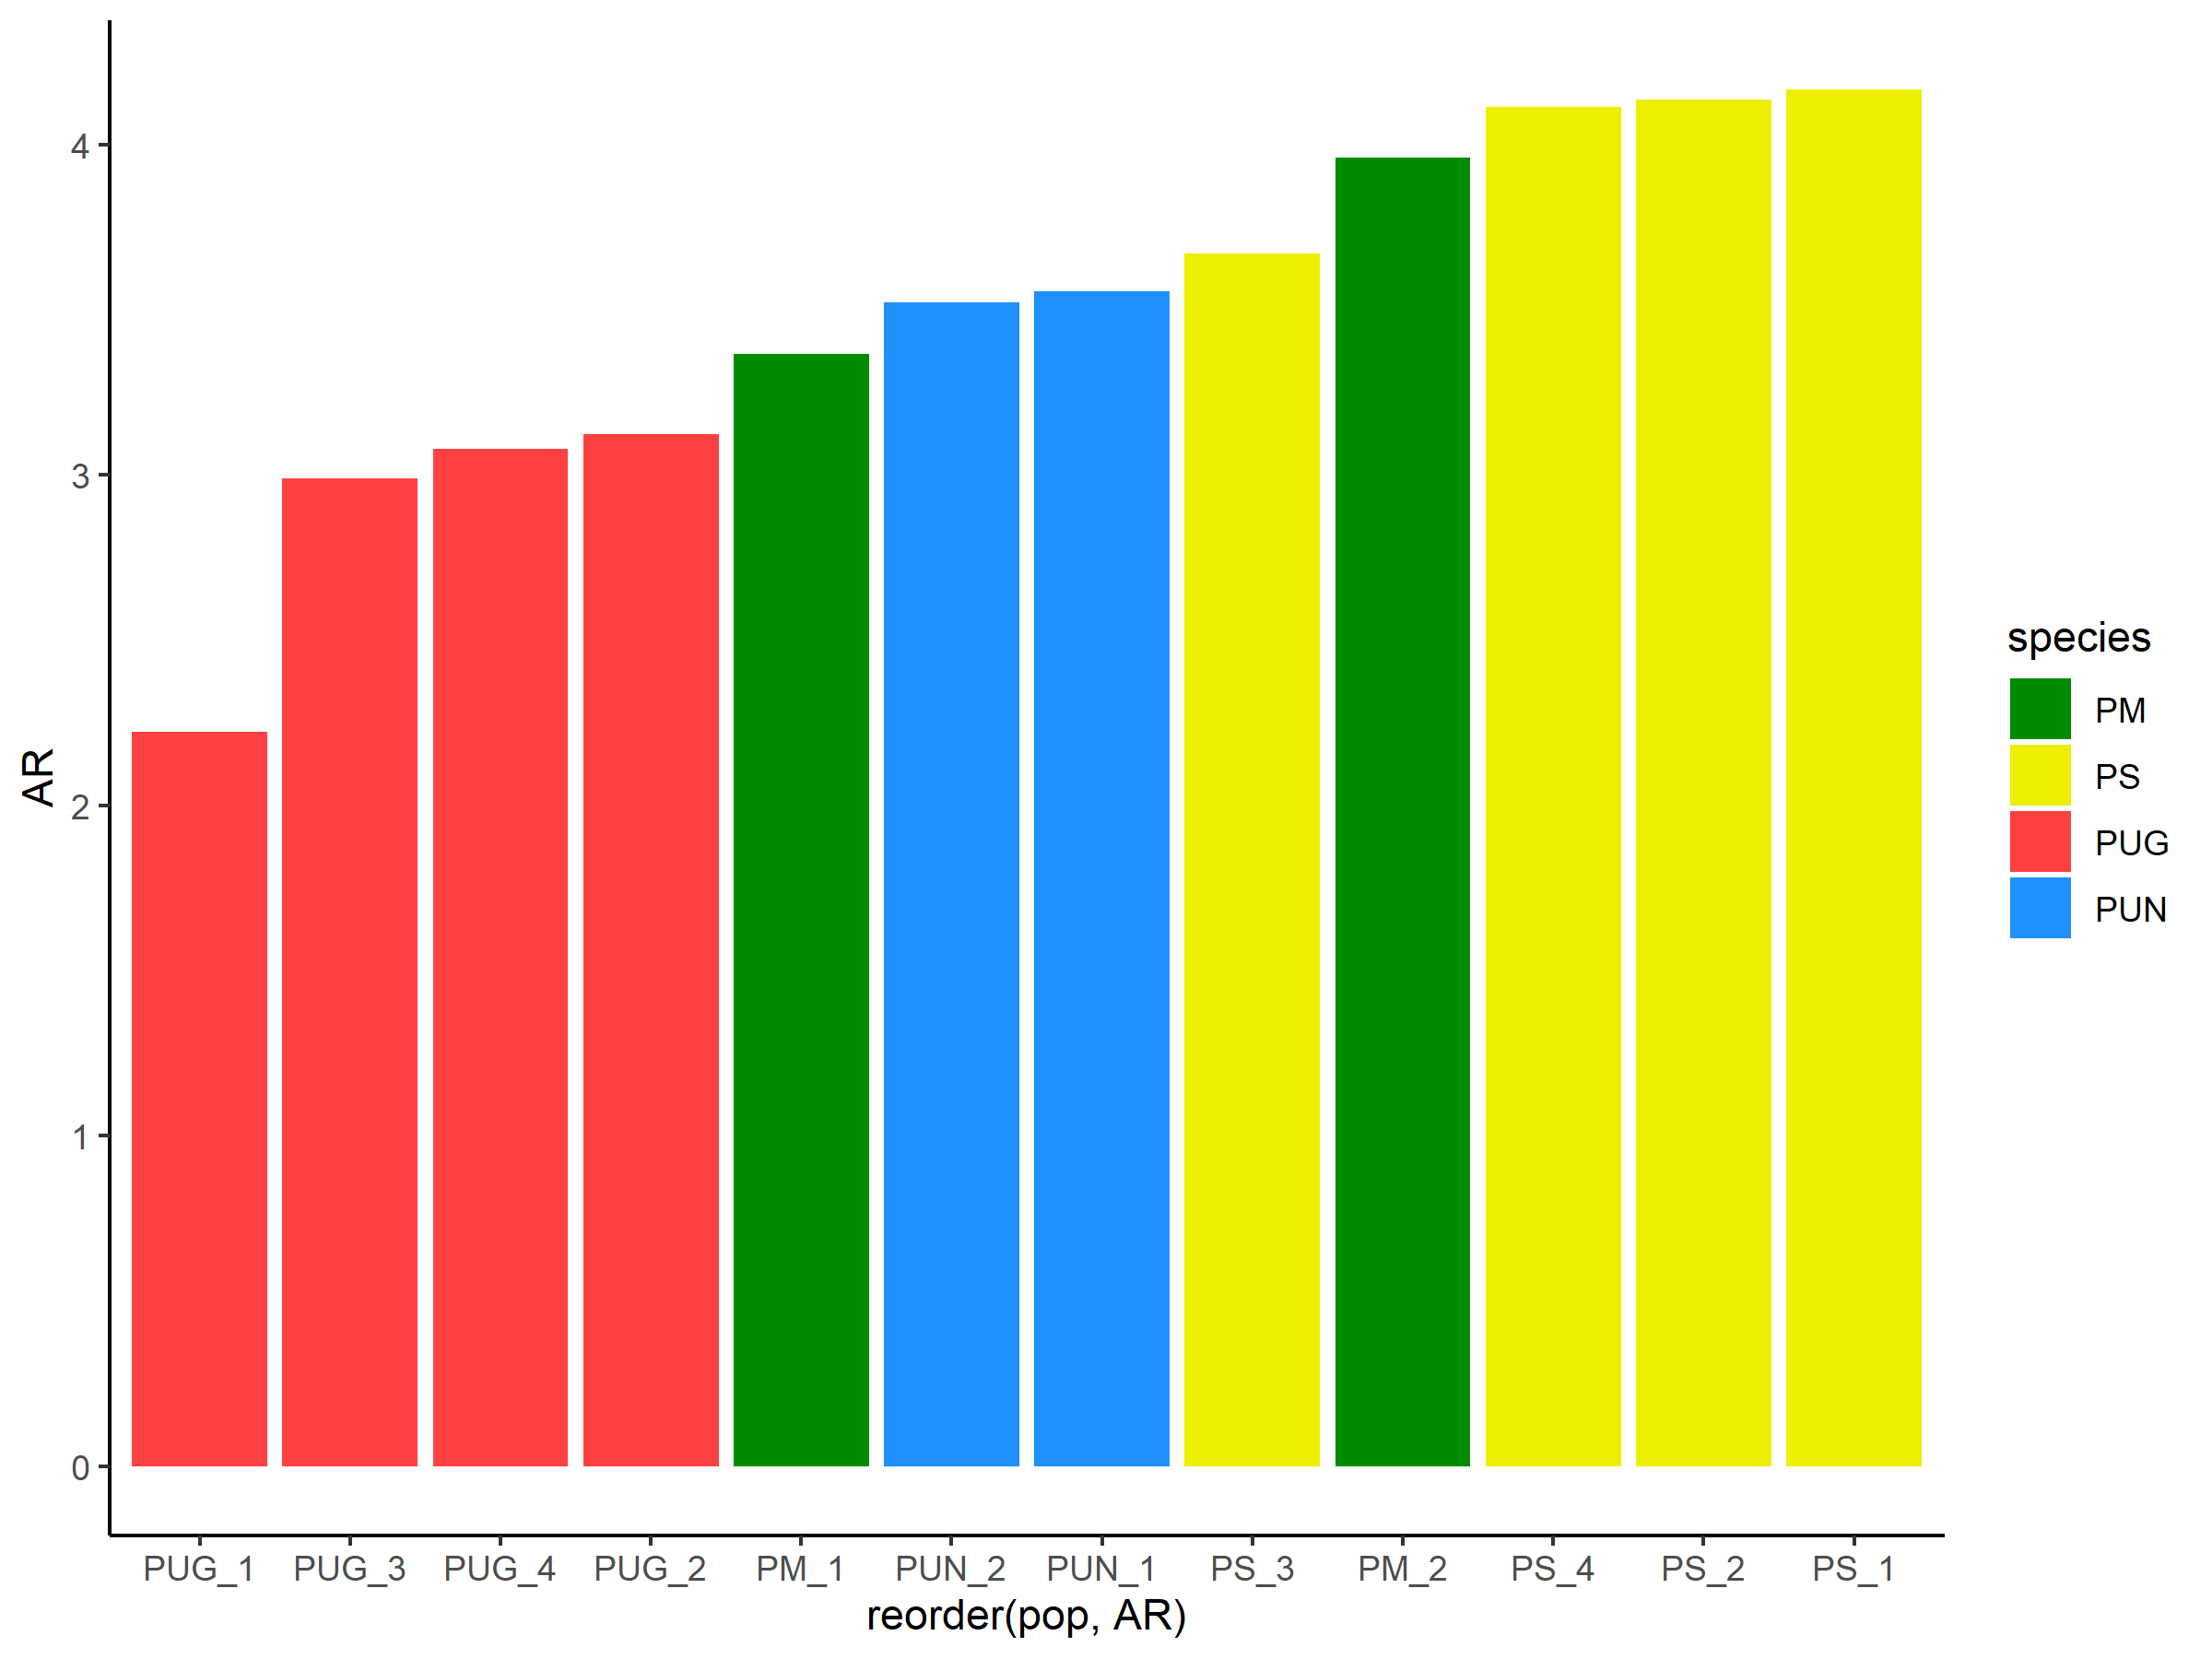 AR
4
3
2
1
0
PUG_1 PUG_3 PUG_4 PUG_2 PM_1 PUN_2 PUN_1 PS_3 PM_2 PS_4 PS_2 PS_1
reorder(pop, AR)
species
PM
PS
PUG
PUN